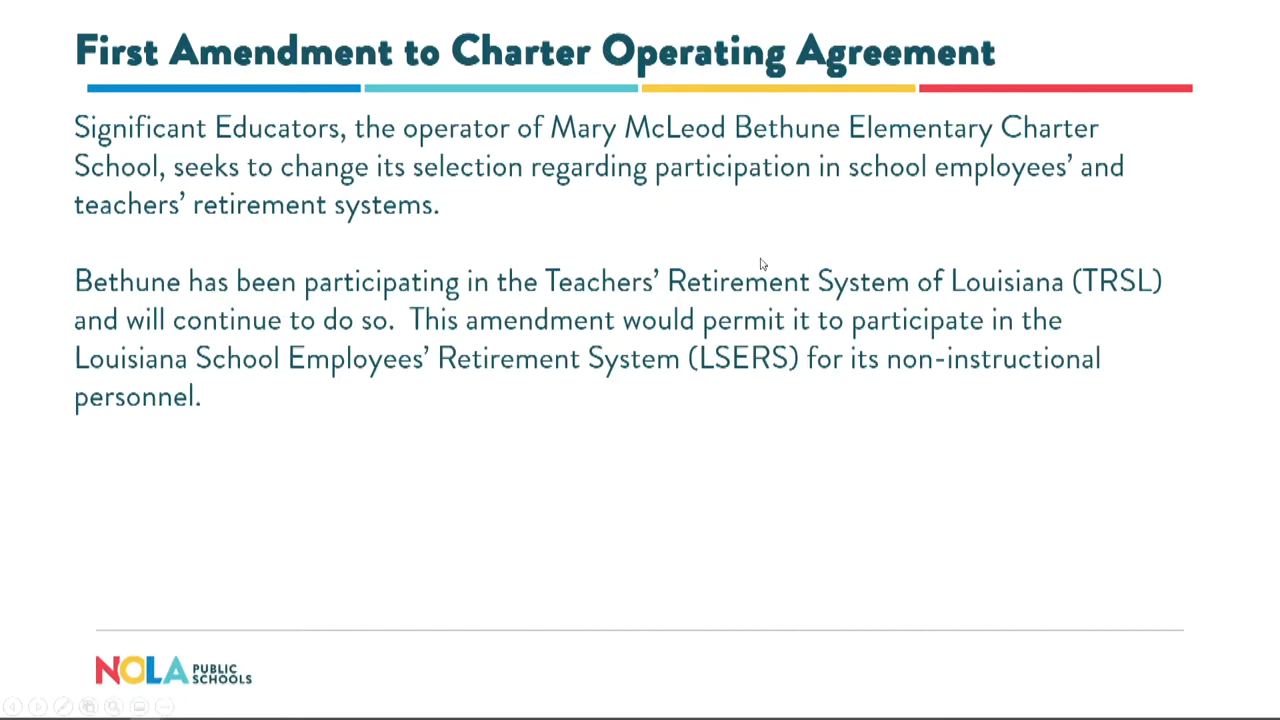 First Amendment to Charter Operating Agreement
Significant Educators, the operator of Mary McLeod Bethune Elementary Charter
School, seeks to change its selection regarding participation in school employees’ and
teachers’ retirement systems.
Bethune has been participating in the Teachers’ Retirement System of Louisiana (TRSL)
and will continue to do so.  This amendment would permit it to participate in the
Louisiana School Employees’ Retirement System (LSERS) for its non-instructional
personnel.
NOLA PUBLIC
SCHOOLS